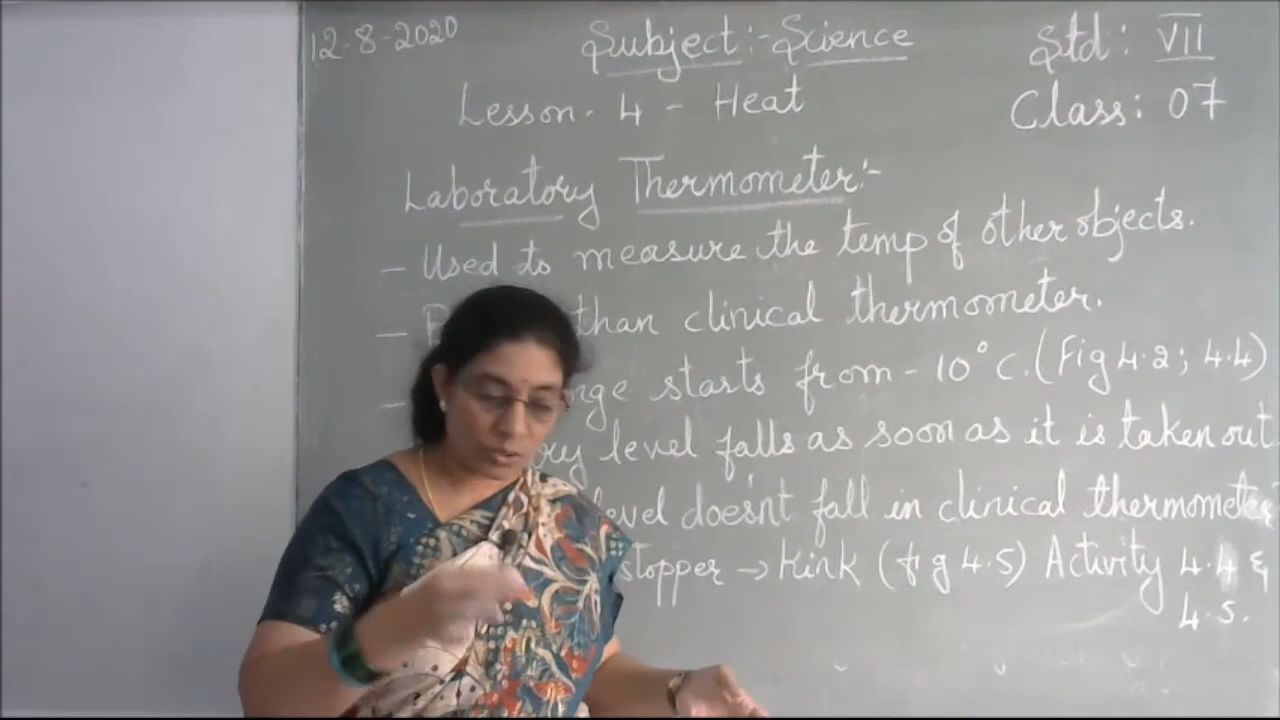 12-8-2020
Subject:- Science
Std: VII
Lesson. 4 - Heat
Class: 07
Laboratory Thermometer:-
- Used to measure the temp of other objects.
- than clinical thermometer.
- starts from - 10°C. (Fig 4.2; 4.4)
level falls as soon as it is taken out
level does'nt fall in clinical thermometer
stopper → Kink (fig 4.5) Activity 4.4 &
4.5.